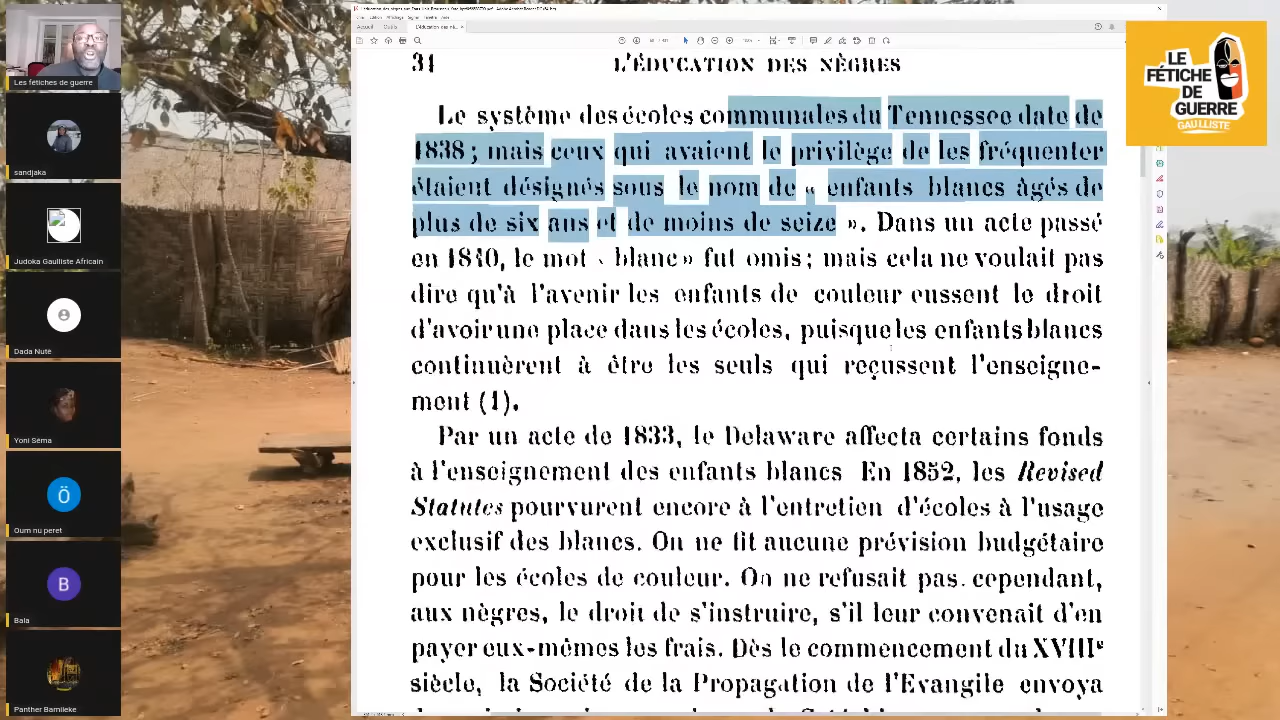 Les fétiches de guerre
sandjaka
Judoka Gaulliste Africain
Dada Nutè
Yoni Séma
Ö
Oum nu peret
B
Bala
Panther Bamileke
Accueil Outils
34 L'ÉDUCATION DES NÈGRES
Le système des écoles communales du Tennessee date de
1838 ; mais ceux qui avaient le privilège de les fréquenter
étaient désignés sous le nom de « enfants blancs âgés de
plus de six ans et de moins de seize ». Dans un acte passé
en 1840, le mot « blanc » fut omis ; mais cela ne voulait pas
dire qu'à l'avenir les enfants de couleur eussent le droit
d'avoir une place dans les écoles, puisque les enfants blancs
continuèrent à être les seuls qui reçussent l'enseigne-
ment (1).
Par un acte de 1833, le Delaware affecta certains fonds
à l'enseignement des enfants blancs En 1852, les Revised
Statutes pourvurent encore à l'entretien d'écoles à l'usage
exclusif des blancs. On ne fit aucune prévision budgétaire
pour les écoles de couleur. On ne refusait pas. cependant,
aux nègres, le droit de s'instruire, s'il leur convenait d'en
payer eux-mêmes les frais. Dès le commencement du XVIIIe
siècle, la Société de la Propagation de l'Evangile envoya
LE
FÉTICHE
DE
GUERRE
GAULLISTE